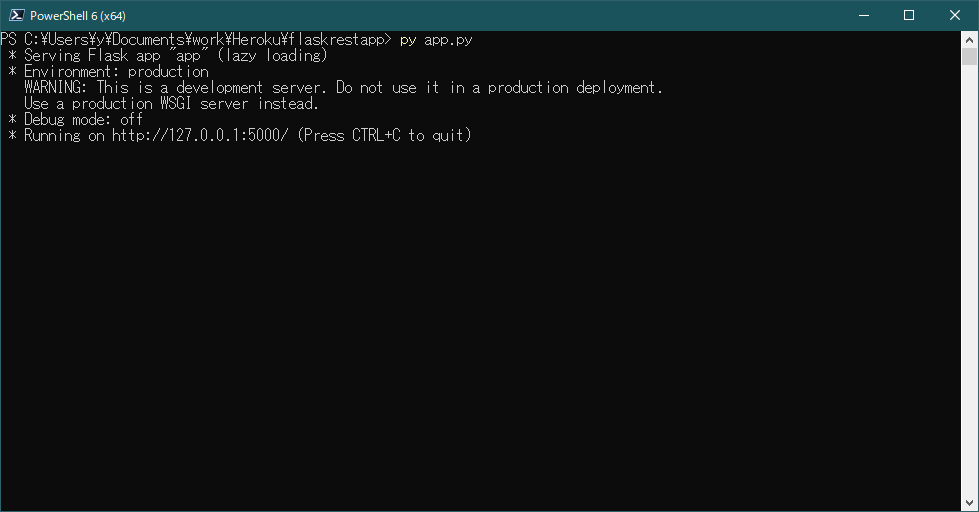 PowerShell 6 (x64)
PS C:¥Users¥y¥Documents¥work¥Heroku¥flaskrestapp> py app.py
 * Serving Flask app "app" (lazy loading)
 * Environment: production
   WARNING: This is a development server. Do not use it in a production deployment.
   Use a production WSGI server instead.
 * Debug mode: off
 * Running on http://127.0.0.1:5000/ (Press CTRL+C to quit)